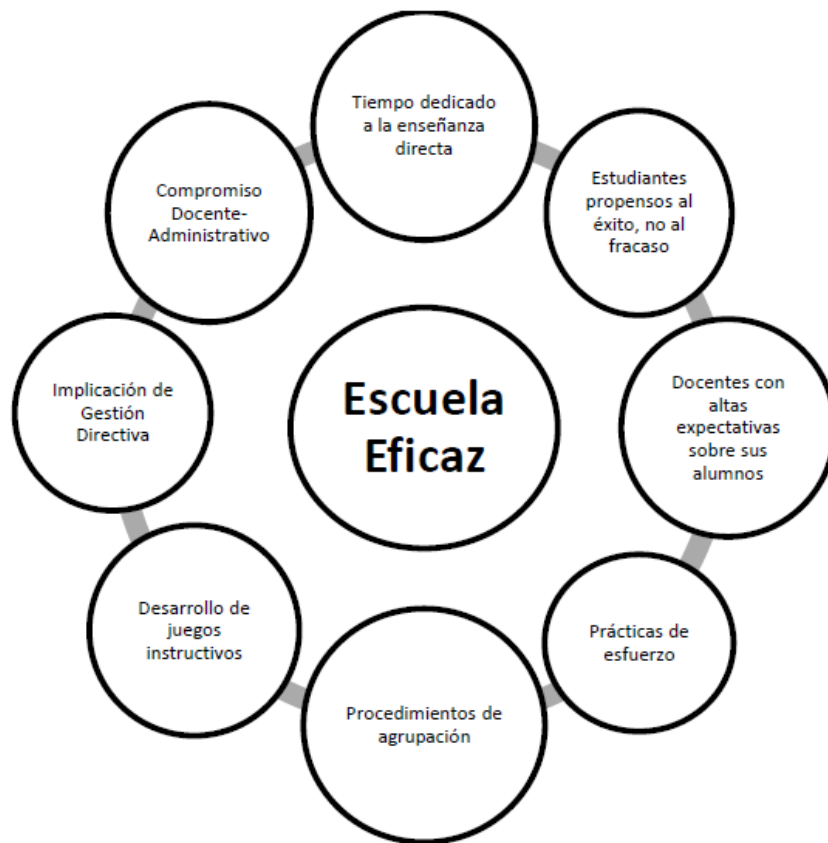 Tiempo dedicado
a la enseñanza
directa
Estudiantes
propensos al
éxito, no al
fracaso
Docentes con
altas
expectativas
sobre sus
alumnos
Prácticas de
esfuerzo
Procedimientos de
agrupación
Desarrollo de
juegos
instructivos
Implicación de
Gestión
Directiva
Compromiso
Docente-
Administrativo
Escuela
Eficaz